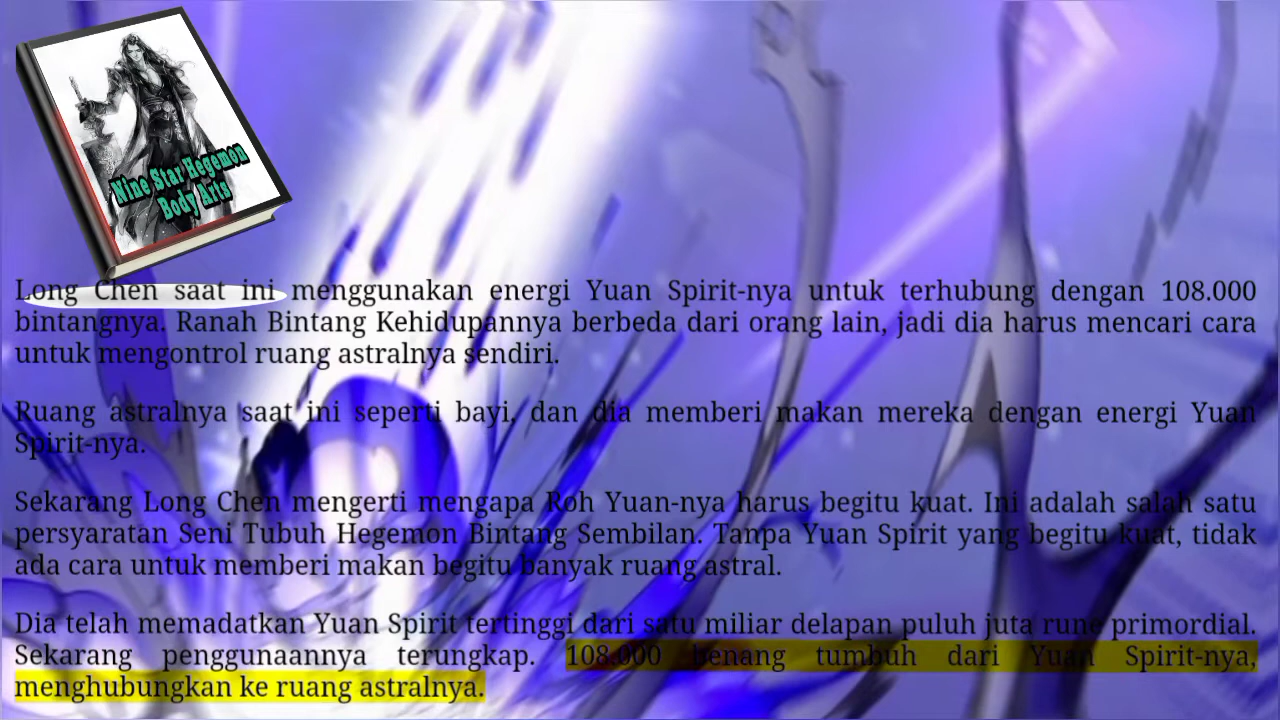 Nine Star Hegemon
Body Arts
Long Chen saat ini menggunakan energi Yuan Spirit-nya untuk terhubung dengan 108.000
bintangnya. Ranah Bintang Kehidupannya berbeda dari orang lain, jadi dia harus mencari cara
untuk mengontrol ruang astralnya sendiri.
Ruang astralnya saat ini seperti bayi, dan dia memberi makan mereka dengan energi Yuan
Spirit-nya.
Sekarang Long Chen mengerti mengapa Roh Yuan-nya harus begitu kuat. Ini adalah salah satu
persyaratan Seni Tubuh Hegemon Bintang Sembilan. Tanpa Yuan Spirit yang begitu kuat, tidak
ada cara untuk memberi makan begitu banyak ruang astral.
Dia telah memadatkan Yuan Spirit tertinggi dari satu miliar delapan puluh juta rune primordial.
Sekarang penggunaannya terungkap. 108.000 benang tumbuh dari Yuan Spirit-nya,
menghubungkan ke ruang astralnya.